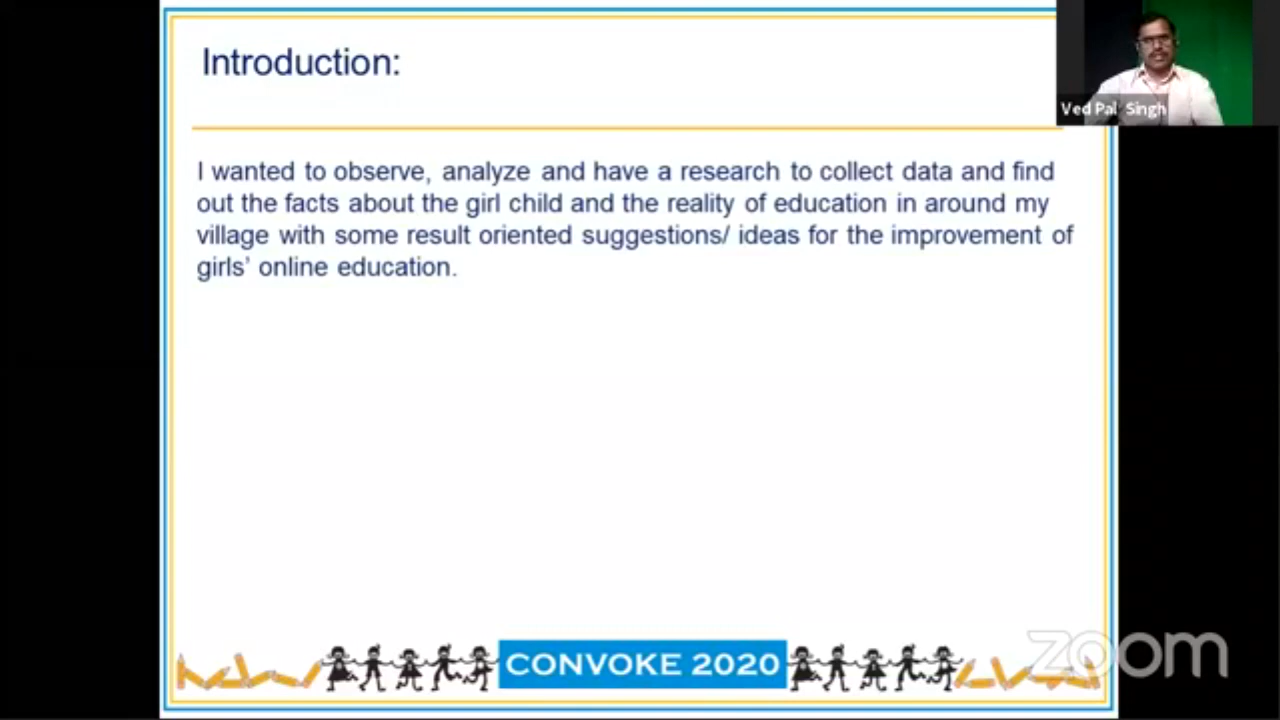 Introduction:
Ved Pal Singh
I wanted to observe, analyze and have a research to collect data and find
out the facts about the girl child and the reality of education in around my
village with some result oriented suggestions/ ideas for the improvement of
girls’ online education.
CONVOKE 2020
zoom